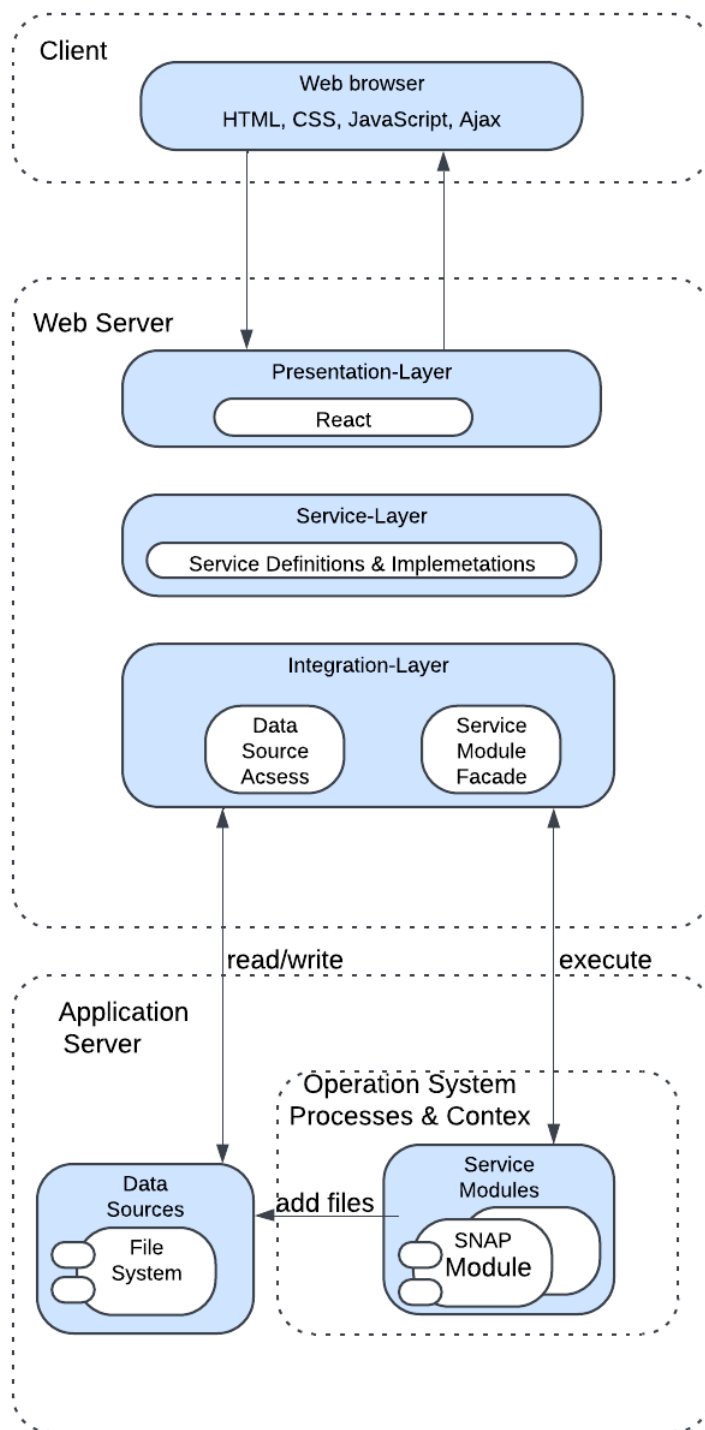 Client
Web browser
HTML, CSS, JavaScript, Ajax
Web Server
Presentation-Layer
React
Service-Layer
Service Definitions & Implemetations
Integration-Layer
Data
Source
Acsess
Service
Module
Facade
read/write
execute
Application
Server
Operation System
Processes & Contex
Data
Sources
File
System
add files
Service
Modules
SNAP
Module